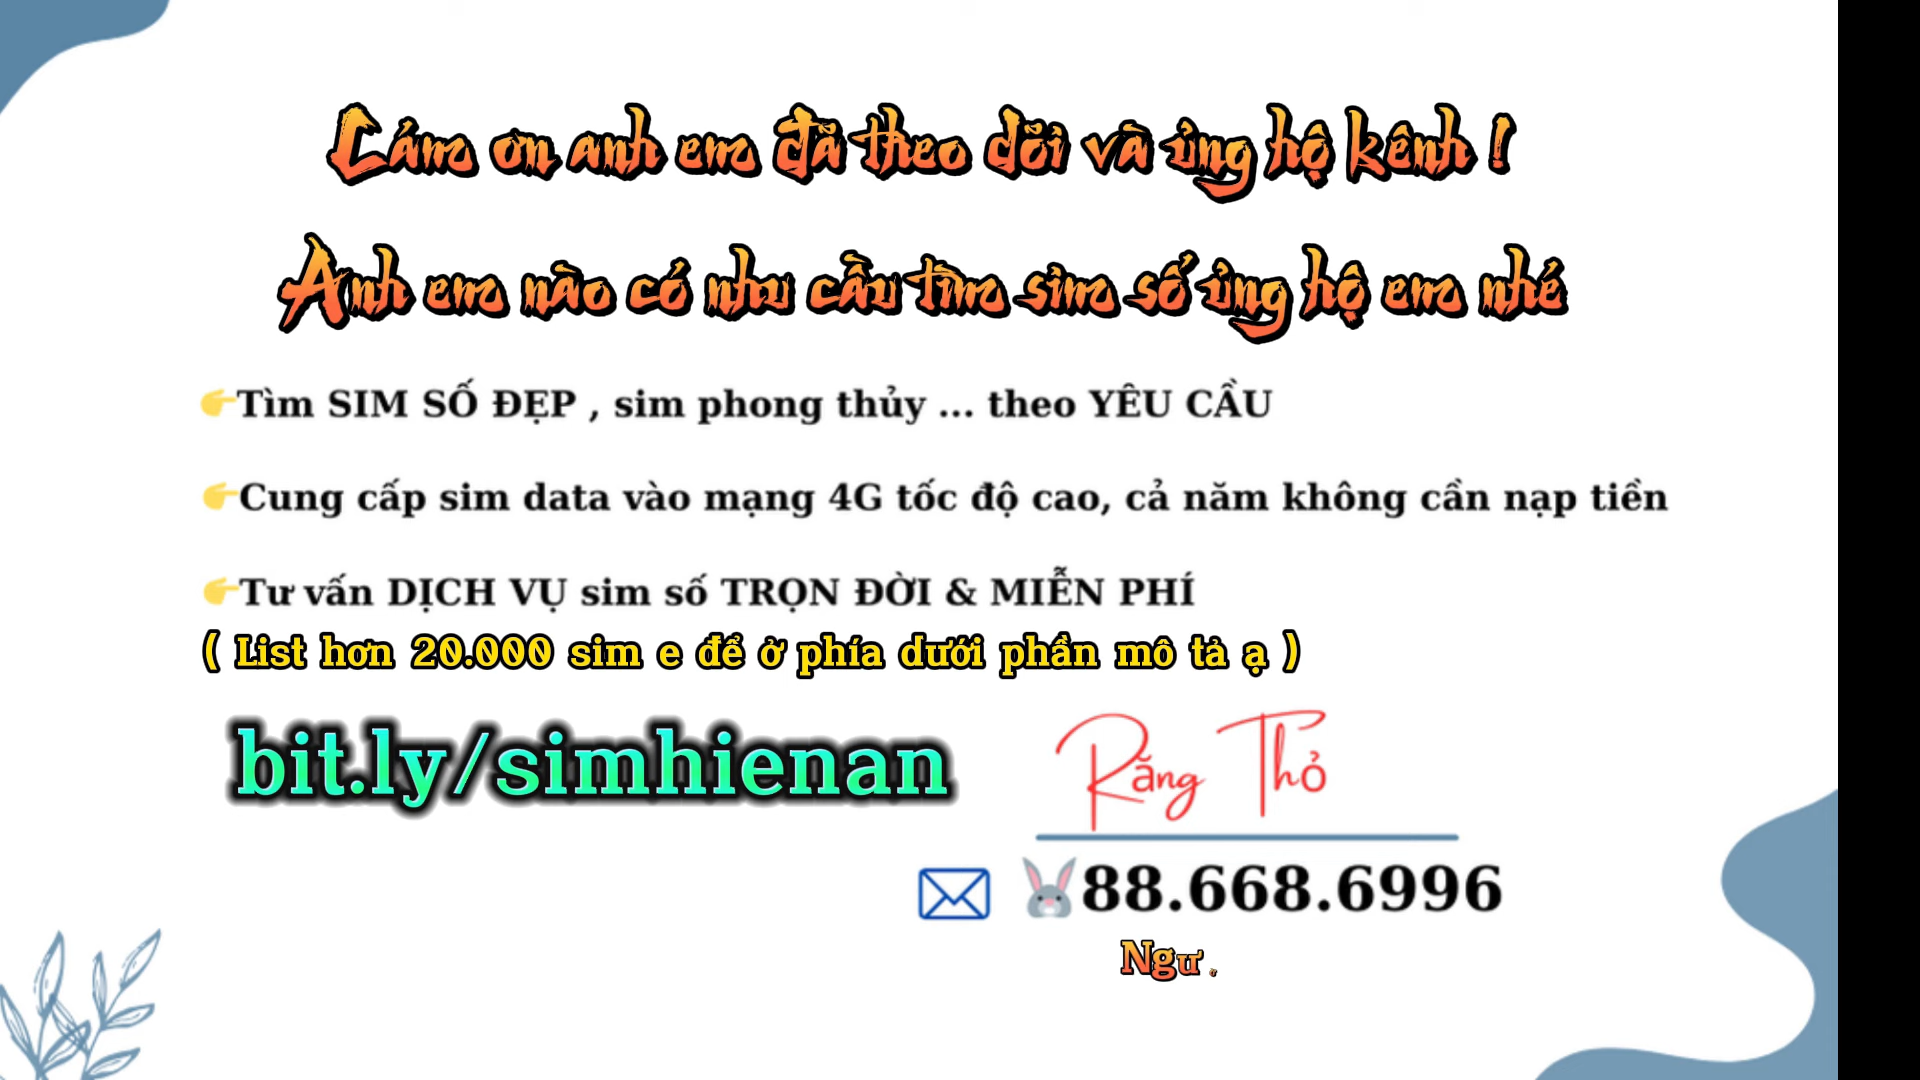 Cám ơn anh em đã theo dõi và ủng hộ kênh !
Anh em nào có nhu cầu tìm sim số ủng hộ em nhé
👉Tìm SIM SỐ ĐẸP , sim phong thủy ... theo YÊU CẦU
👉Cung cấp sim data vào mạng 4G tốc độ cao, cả năm không cần nạp tiền
👉Tư vấn DỊCH VỤ sim số TRỌN ĐỜI & MIỄN PHÍ
( List hơn 20.000 sim e để ở phía dưới phần mô tả ạ )
bit.ly/simhienan
Răng Thỏ
88.668.6996
Ngư